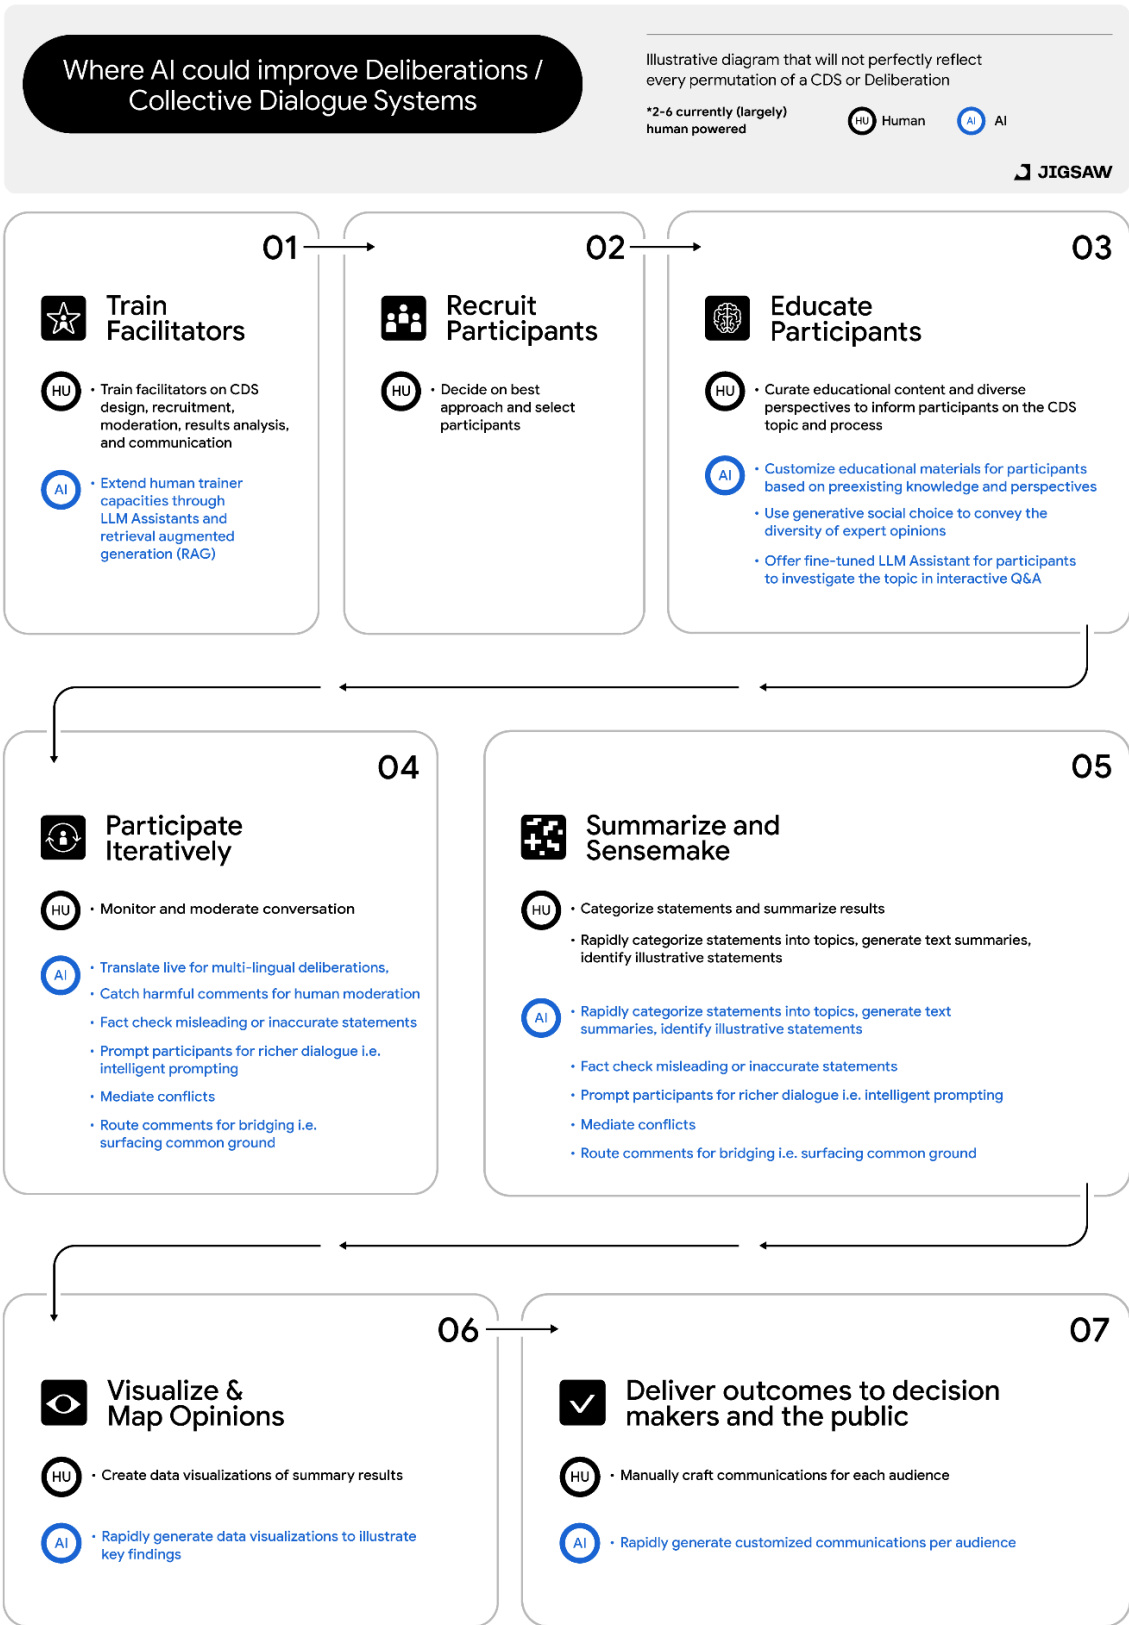 Where AI could improve Deliberations /
Collective Dialogue Systems
Illustrative diagram that will not perfectly reflect
every permutation of a CDS or Deliberation
*2-6 currently (largely)
human powered
HU Human
AI AI
JIGSAW
01
Train
Facilitators
HU
• Train facilitators on CDS
design, recruitment,
moderation, results analysis,
and communication
AI
• Extend human trainer
capacities through
LLM Assistants and
retrieval augmented
generation (RAG)
02
Recruit
Participants
HU
• Decide on best
approach and select
participants
03
Educate
Participants
HU
• Curate educational content and diverse
perspectives to inform participants on the CDS
topic and process
AI
• Customize educational materials for participants
based on preexisting knowledge and perspectives
• Use generative social choice to convey the
diversity of expert opinions
• Offer fine-tuned LLM Assistant for participants
to investigate the topic in interactive Q&A
04
Participate
Iteratively
HU
• Monitor and moderate conversation
AI
• Translate live for multi-lingual deliberations,
• Catch harmful comments for human moderation
• Fact check misleading or inaccurate statements
• Prompt participants for richer dialogue i.e.
intelligent prompting
• Mediate conflicts
• Route comments for bridging i.e.
surfacing common ground
05
Summarize and
Sensemake
HU
• Categorize statements and summarize results
• Rapidly categorize statements into topics, generate text summaries,
identify illustrative statements
AI
• Rapidly categorize statements into topics, generate text
summaries, identify illustrative statements
• Fact check misleading or inaccurate statements
• Prompt participants for richer dialogue i.e. intelligent prompting
• Mediate conflicts
• Route comments for bridging i.e. surfacing common ground
06
Visualize &
Map Opinions
HU
• Create data visualizations of summary results
AI
• Rapidly generate data visualizations to illustrate
key findings
07
Deliver outcomes to decision
makers and the public
HU
• Manually craft communications for each audience
AI
• Rapidly generate customized communications per audience